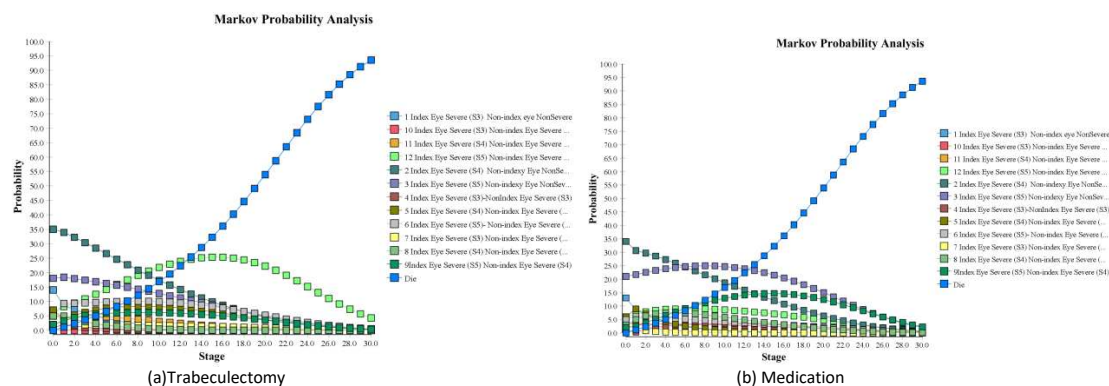 Markov Probability Analysis
100.0
95.0
90.0
85.0
80.0
75.0
70.0
65.0
60.0
55.0
50.0
45.0
40.0
35.0
30.0
25.0
20.0
15.0
10.0
5.0
0.0
Probability
0.0 2.0 4.0 6.0 8.0 10.0 12.0 14.0 16.0 18.0 20.0 22.0 24.0 26.0 28.0 30.0
Stage
1 Index Eye Severe (S3) Non-index eye NonSevere
10 Index Eye Severe (S3) Non-index Eye Severe ...
11 Index Eye Severe (S4) Non-index Eye Severe ...
12 Index Eye Severe (S5) Non-index Eye Severe ...
2 Index Eye Severe (S4) Non-indexy Eye NonSe...
3 Index Eye Severe (S5) Non-indexy Eye NonSev...
4 Index Eye Severe (S3)-NonIndex Eye Severe (S3)
5 Index Eye Severe (S4) Non-index Eye Severe (...
6 Index Eye Severe (S5)- Non-index Eye Severe (...
7 Index Eye Severe (S3) Non-index Eye Severe (...
8 Index Eye Severe (S4) Non-index Eye Severe (...
9Index Eye Severe (S5) Non-index Eye Severe (S4)
Die
(a)Trabeculectomy
Markov Probability Analysis
100.0
95.0
90.0
85.0
80.0
75.0
70.0
65.0
60.0
55.0
50.0
45.0
40.0
35.0
30.0
25.0
20.0
15.0
10.0
5.0
0.0
Probability
0.0 2.0 4.0 6.0 8.0 10.0 12.0 14.0 16.0 18.0 20.0 22.0 24.0 26.0 28.0 30.0
Stage
1 Index Eye Severe (S3) Non-index eye NonSevere
10 Index Eye Severe (S3) Non-index Eye Severe ...
11 Index Eye Severe (S4) Non-index Eye Severe ...
12 Index Eye Severe (S5) Non-index Eye Severe ...
2 Index Eye Severe (S4) Non-indexy Eye NonSe...
3 Index Eye Severe (S5) Non-indexy Eye NonSev...
4 Index Eye Severe (S3)-NonIndex Eye Severe (S3)
5 Index Eye Severe (S4) Non-index Eye Severe (...
6 Index Eye Severe (S5)- Non-index Eye Severe (...
7 Index Eye Severe (S3) Non-index Eye Severe (...
8 Index Eye Severe (S4) Non-index Eye Severe (...
9Index Eye Severe (S5) Non-index Eye Severe (S4)
Die
(b) Medication